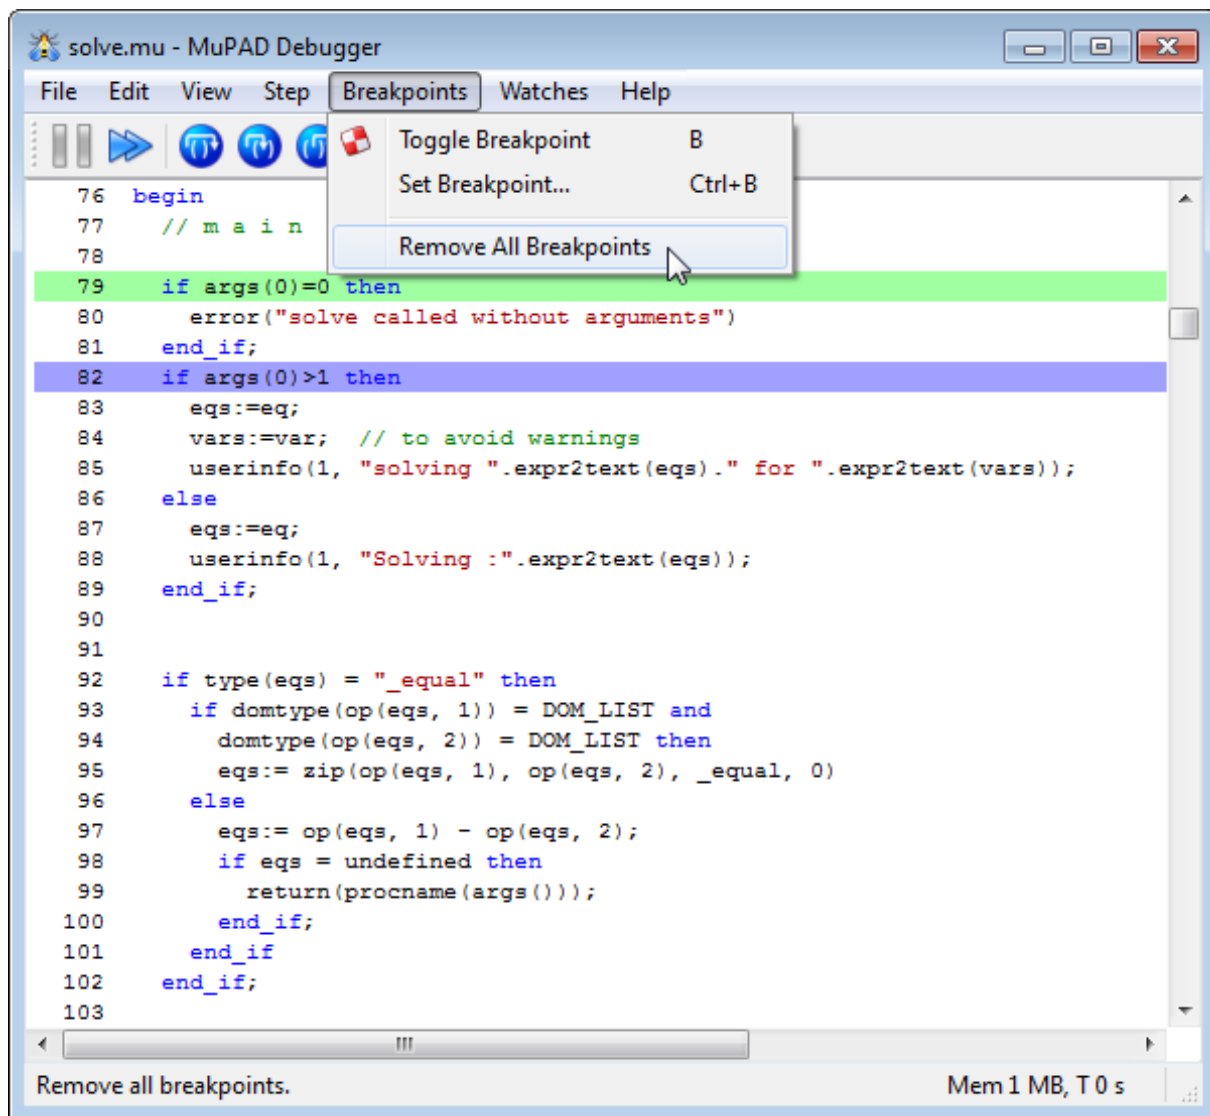 solve.mu - MuPAD Debugger
File Edit View Step Breakpoints Watches Help
Toggle Breakpoint B
Set Breakpoint... Ctrl+B
Remove All Breakpoints
76 begin
77 // m a i n
78
79 if args(0)=0 then
80 error("solve called without arguments")
81 end_if;
82 if args(0)>1 then
83 eqs:=eq;
84 vars:=var; // to avoid warnings
85 userinfo(1, "solving ".expr2text(eqs)." for ".expr2text(vars));
86 else
87 eqs:=eq;
88 userinfo(1, "Solving :".expr2text(eqs));
89 end_if;
90
91
92 if type(eqs) = "_equal" then
93 if domtype(op(eqs, 1)) = DOM_LIST and
94 domtype(op(eqs, 2)) = DOM_LIST then
95 eqs:= zip(op(eqs, 1), op(eqs, 2), _equal, 0)
96 else
97 eqs:= op(eqs, 1) - op(eqs, 2);
98 if eqs = undefined then
99 return(procname(args()));
100 end_if;
101 end_if
102 end_if;
103
Remove all breakpoints. Mem 1 MB, T 0 s